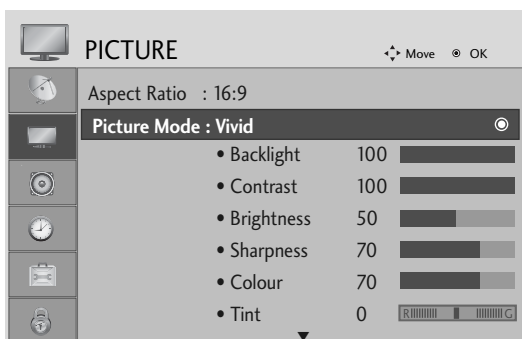 PICTURE Move OK
Aspect Ratio : 16:9
Picture Mode : Vivid
• Backlight 100
• Contrast 100
• Brightness 50
• Sharpness 70
• Colour 70
• Tint 0 R G